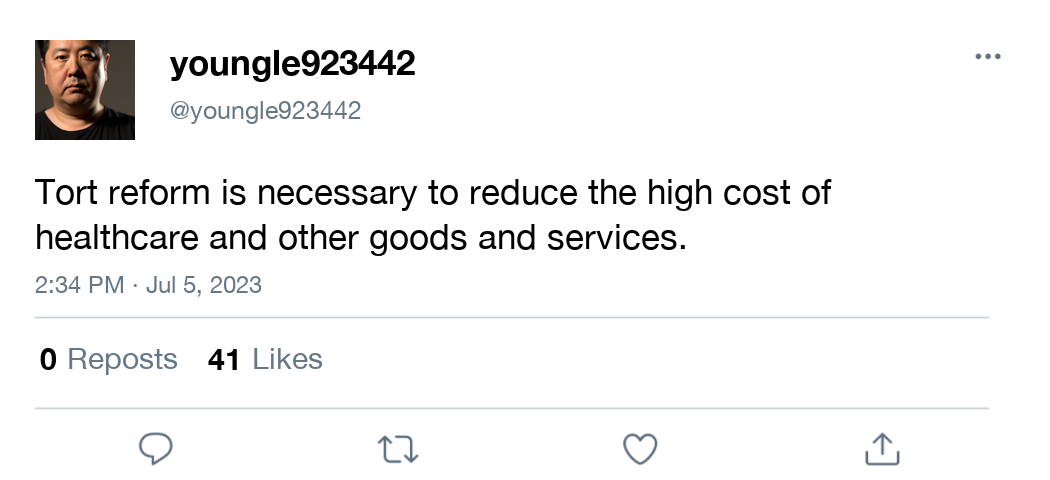 youngle923442
@youngle923442
Tort reform is necessary to reduce the high cost of
healthcare and other goods and services.
2:34 PM · Jul 5, 2023
0 Reposts 41 Likes